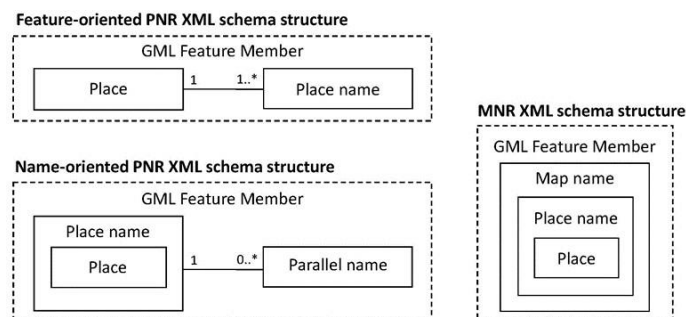 Feature-oriented PNR XML schema structure
GML Feature Member
Place 1 1..* Place name
Name-oriented PNR XML schema structure
GML Feature Member
Place name
Place
1 0..* Parallel name
MNR XML schema structure
GML Feature Member
Map name
Place name
Place